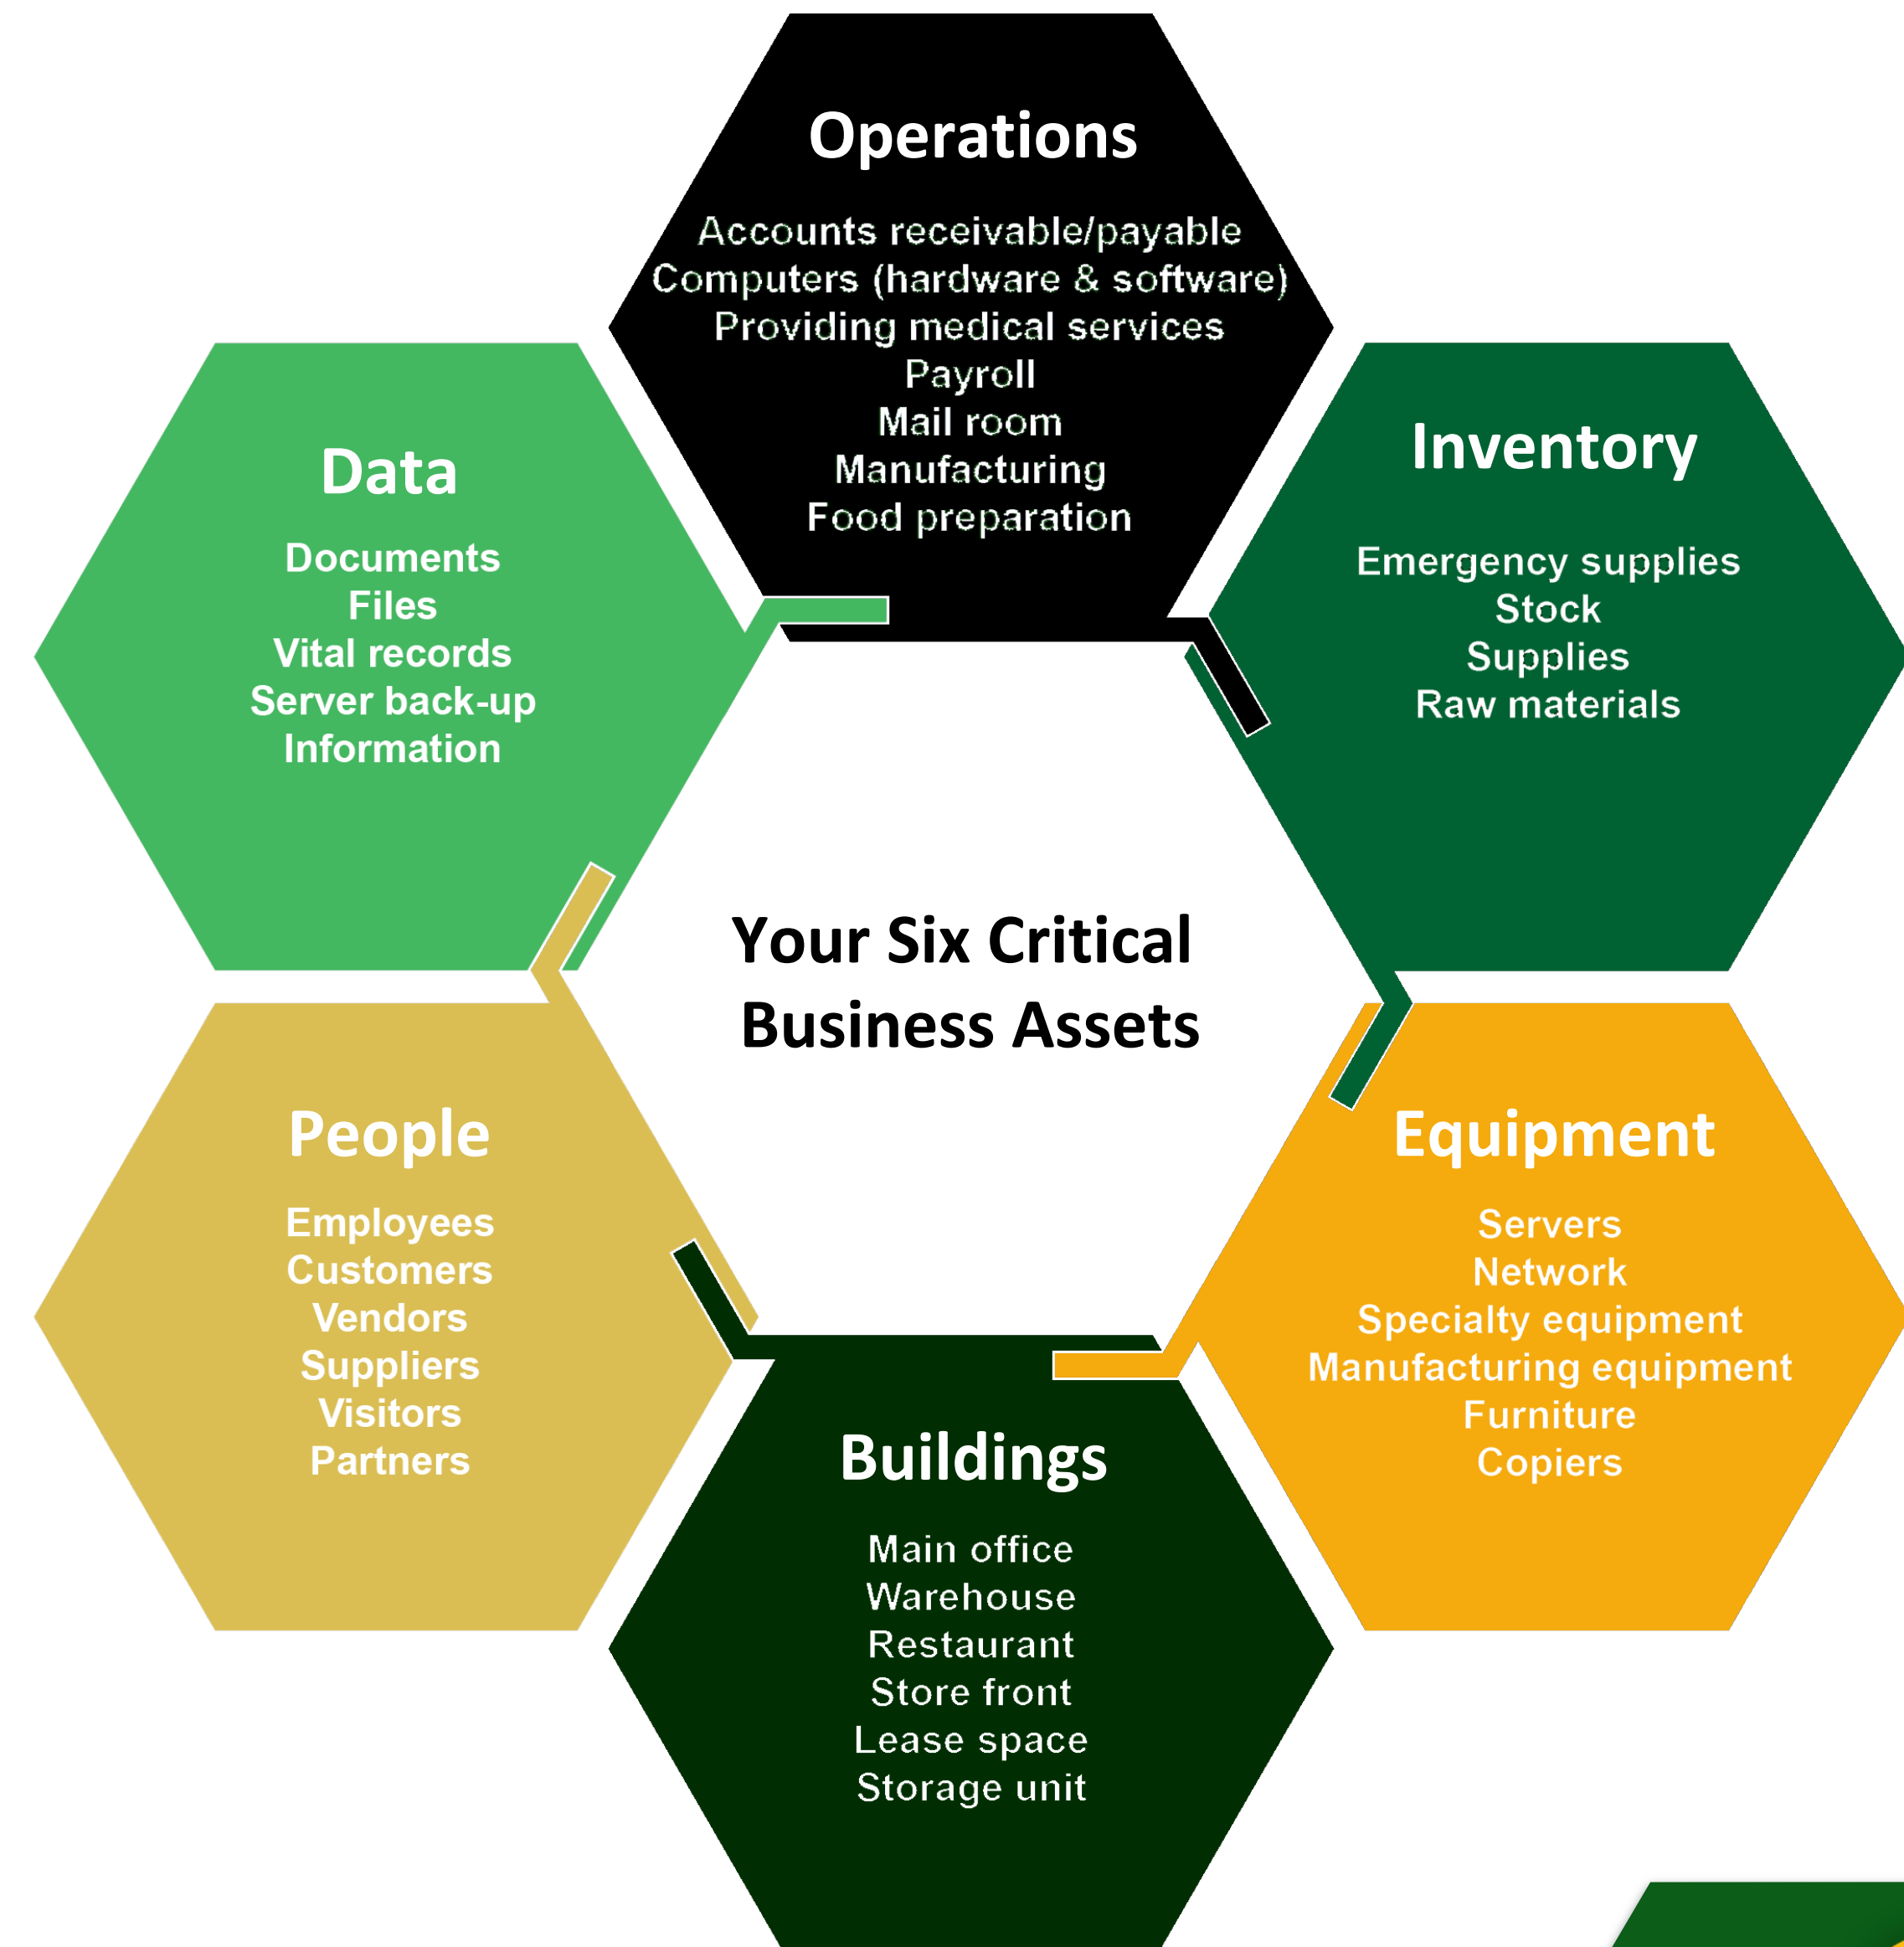 Operations
Accounts receivable/payable
Computers (hardware & software)
Providing medical services
Payroll
Mail room
Manufacturing
Food preparation
Data
Documents
Files
Vital records
Server back-up
Information
Inventory
Emergency supplies
Stock
Supplies
Raw materials
Your Six Critical
Business Assets
People
Employees
Customers
Vendors
Suppliers
Visitors
Partners
Equipment
Servers
Network
Specialty equipment
Manufacturing equipment
Furniture
Copiers
Buildings
Main office
Warehouse
Restaurant
Store front
Lease space
Storage unit